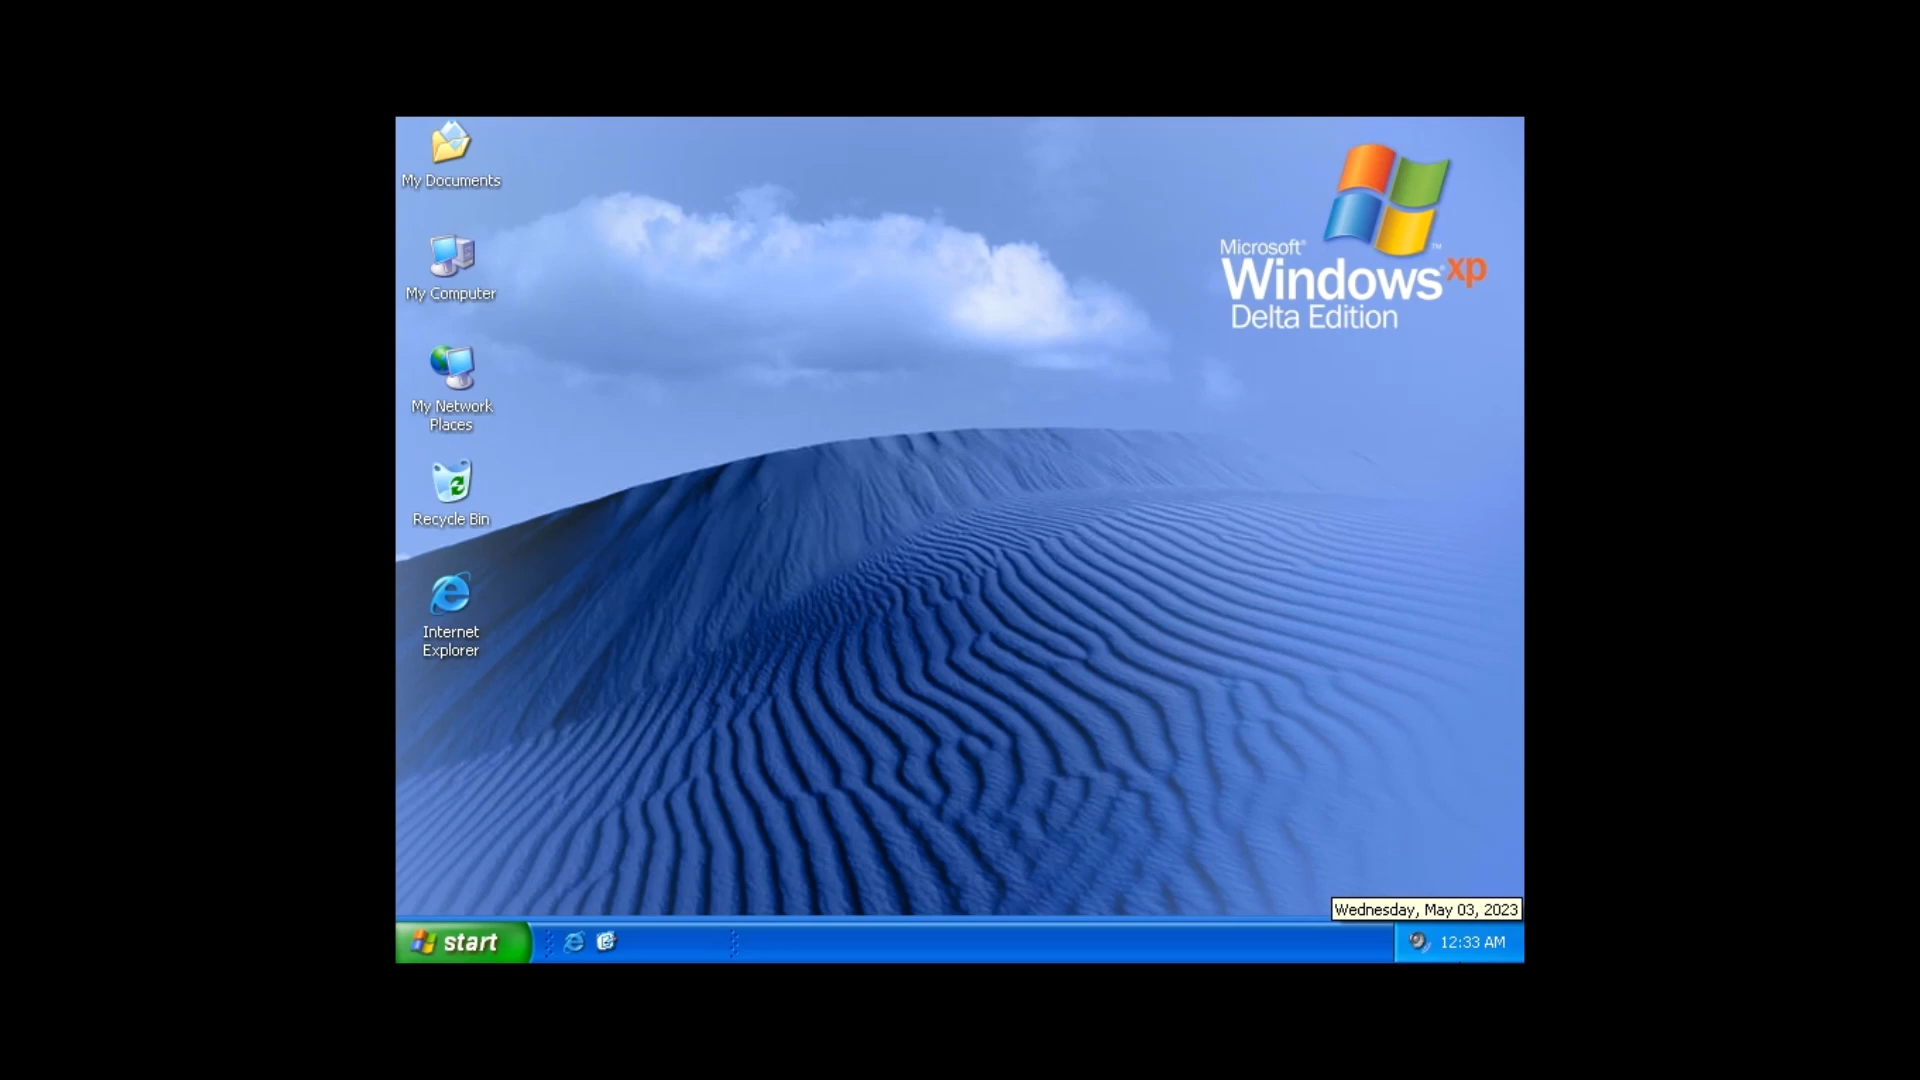 My Documents
My Computer
My Network
Places
Recycle Bin
Internet
Explorer
Microsoft®
Windows®xp
Delta Edition
™
Wednesday, May 03, 2023
start
12:33 AM